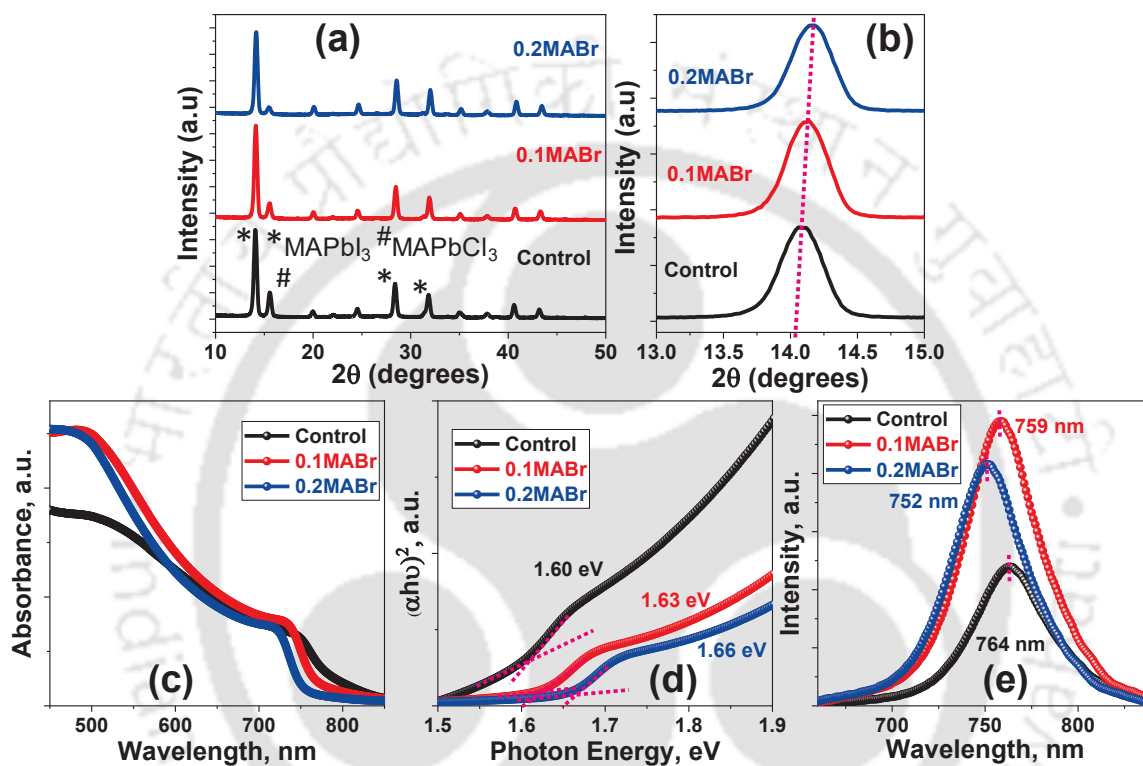 (a)
Intensity (a.u)
0.2MABr
0.1MABr
* *MAPbI₃ #MAPbCl₃
Control
#
* *
10 20 30 40 50
2θ (degrees)
(b)
Intensity (a.u)
0.2MABr
0.1MABr
Control
13.0 13.5 14.0 14.5 15.0
2θ (degrees)
Absorbance, a.u.
Control
0.1MABr
0.2MABr
(c)
500 600 700 800
Wavelength, nm
(αhυ)², a.u.
Control
0.1MABr
0.2MABr
1.60 eV
1.63 eV
1.66 eV
(d)
1.5 1.6 1.7 1.8 1.9
Photon Energy, eV
Intensity, a.u.
Control
0.1MABr
0.2MABr
759 nm
752 nm
764 nm
(e)
700 750 800
Wavelength, nm